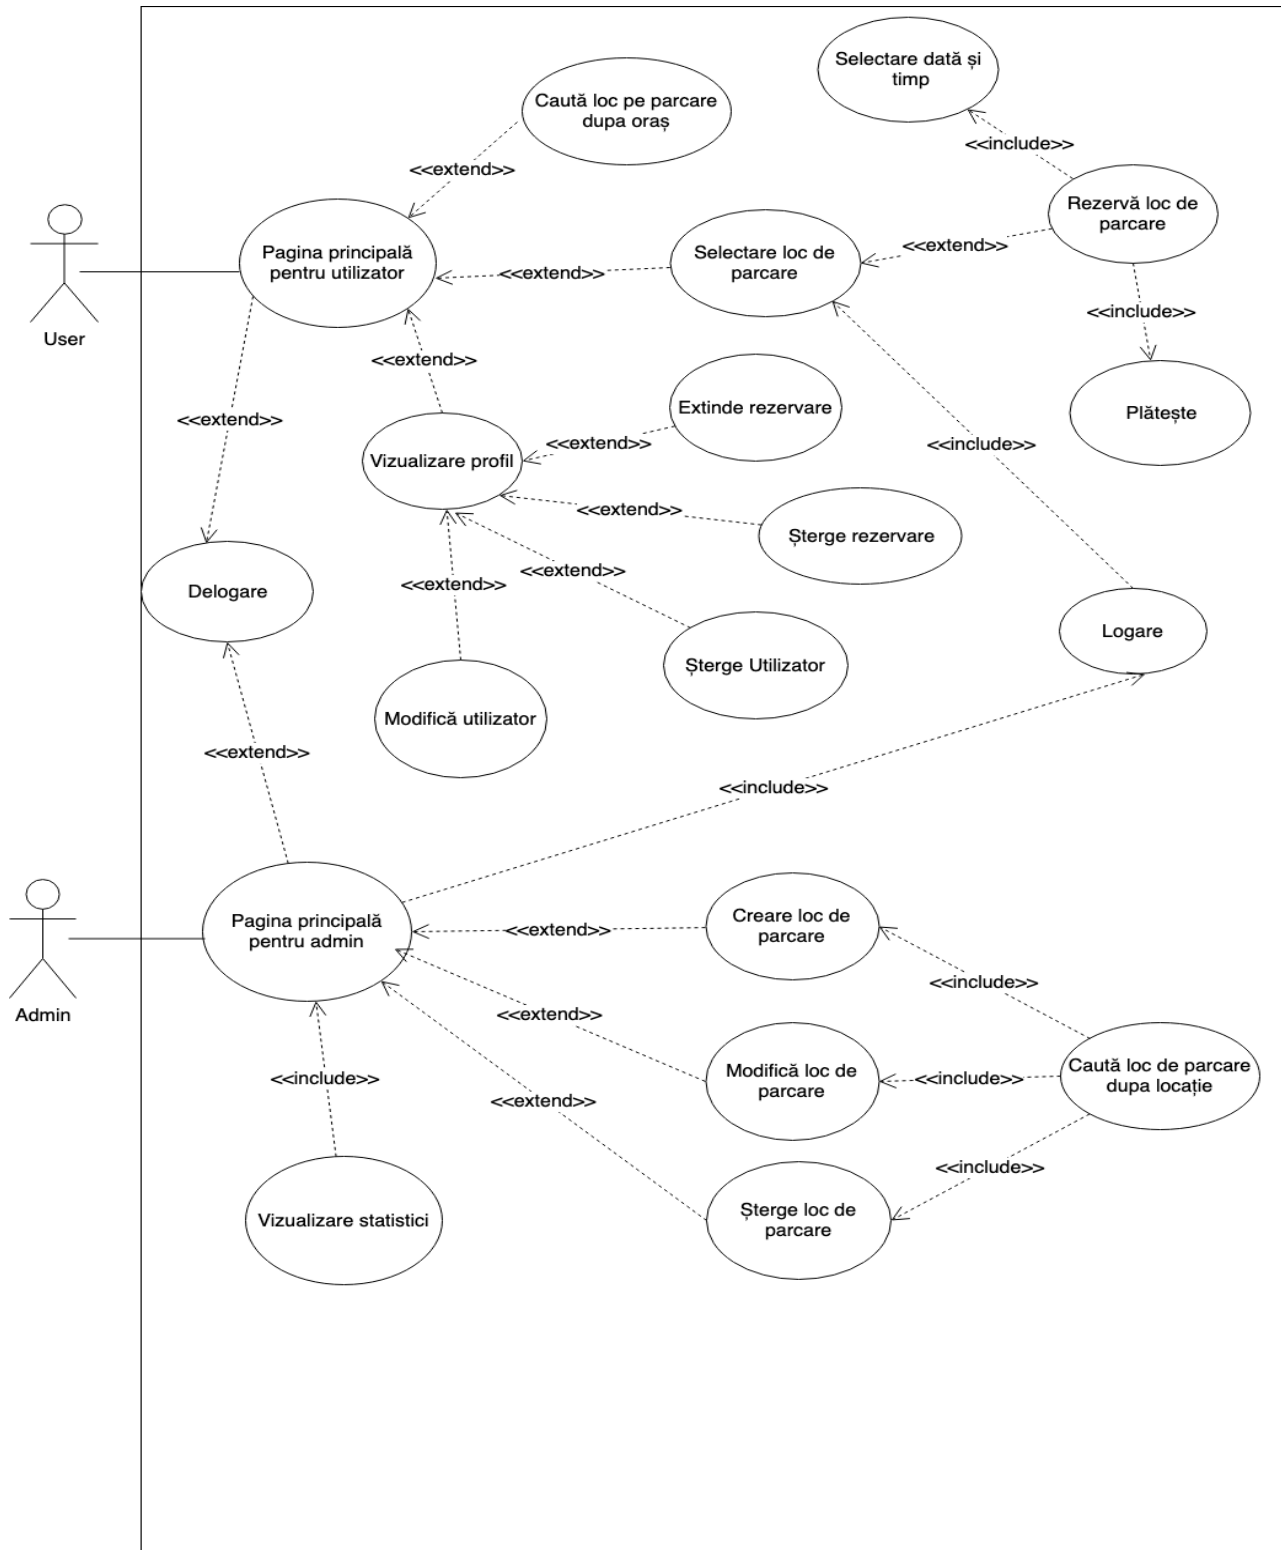 Selectare dată și
timp
Caută loc pe parcare
dupa oraș
<<include>>
<<extend>>
Rezervă loc de
parcare
Pagina principală
pentru utilizator
Selectare loc de
parcare
<<extend>>
<<extend>>
User
<<include>>
<<extend>>
Extinde rezervare
Plătește
<<extend>>
<<extend>>
<<include>>
Vizualizare profil
<<extend>>
Șterge rezervare
<<extend>>
<<extend>>
Delogare
Logare
Șterge Utilizator
Modifică utilizator
<<extend>>
<<include>>
Pagina principală
pentru admin
Creare loc de
parcare
<<extend>>
Admin
<<include>>
<<extend>>
Modifică loc de
parcare
Caută loc de parcare
dupa locație
<<include>>
<<include>>
<<extend>>
<<include>>
Șterge loc de
parcare
Vizualizare statistici